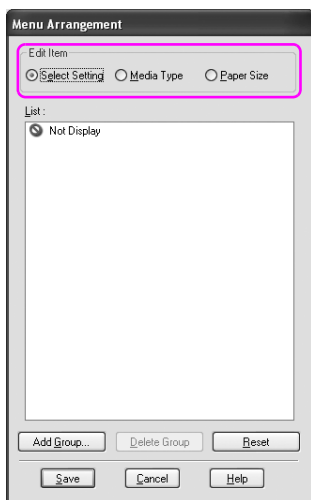 Menu Arrangement
Edit Item
Select Setting Media Type Paper Size
List :
Not Display
Add Group... Delete Group Reset
Save Cancel Help